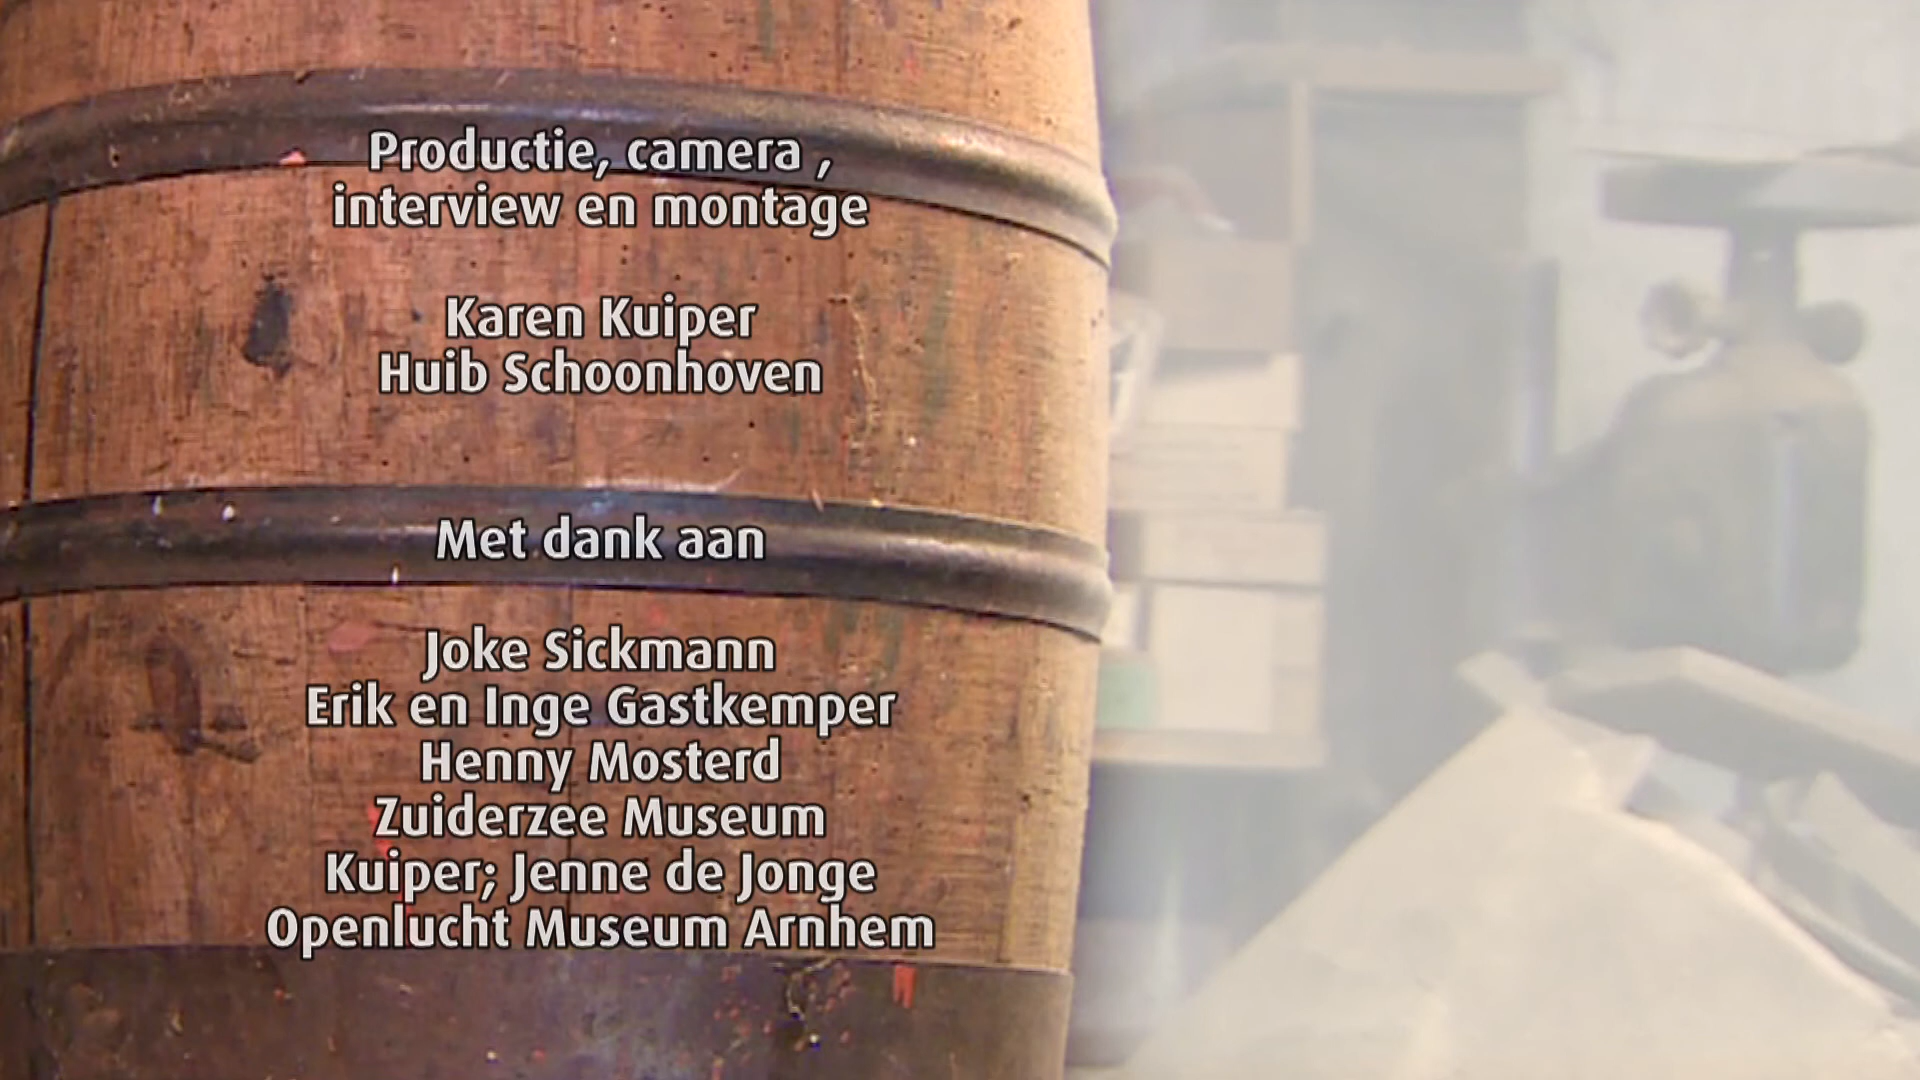 Productie, camera ,
interview en montage
Karen Kuiper
Huib Schoonhoven
Met dank aan
Joke Sickmann
Erik en Inge Gastkemper
Henny Mosterd
Zuiderzee Museum
Kuiper; Jenne de Jonge
Openlucht Museum Arnhem